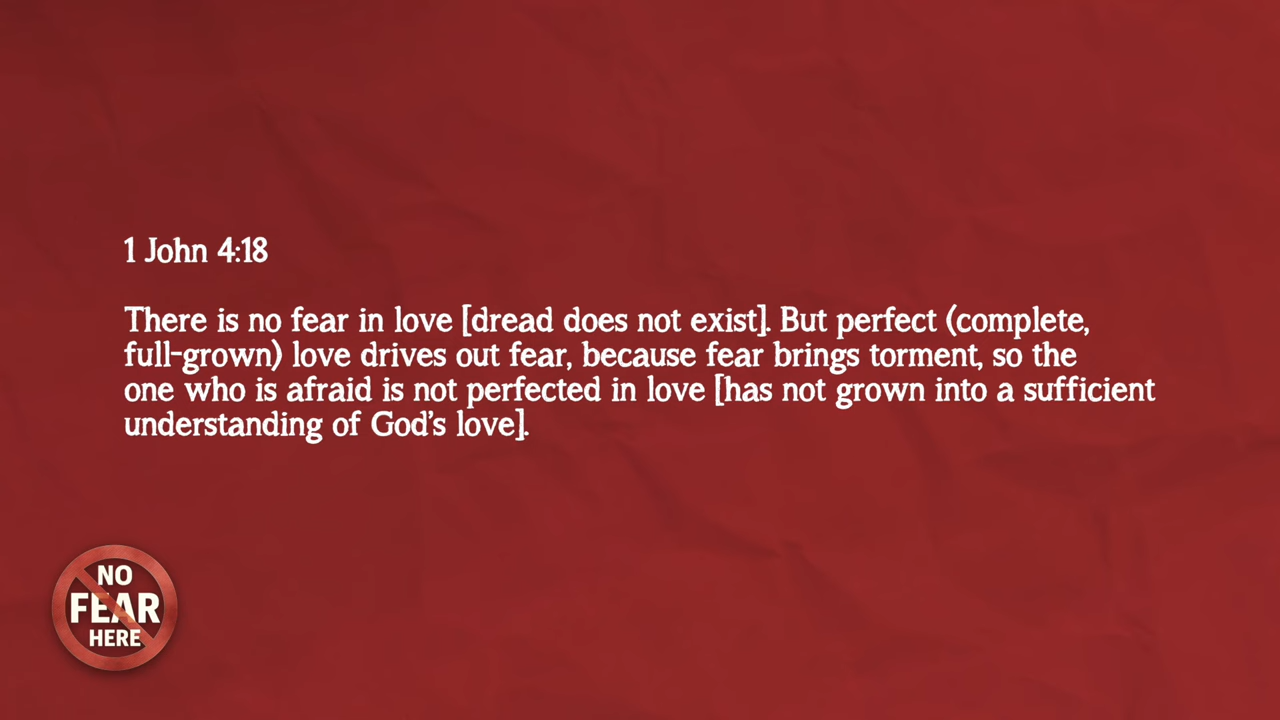 1 John 4:18
There is no fear in love [dread does not exist]. But perfect (complete,
full-grown) love drives out fear, because fear brings torment, so the
one who is afraid is not perfected in love [has not grown into a sufficient
understanding of God's love].
NO
FEAR
HERE